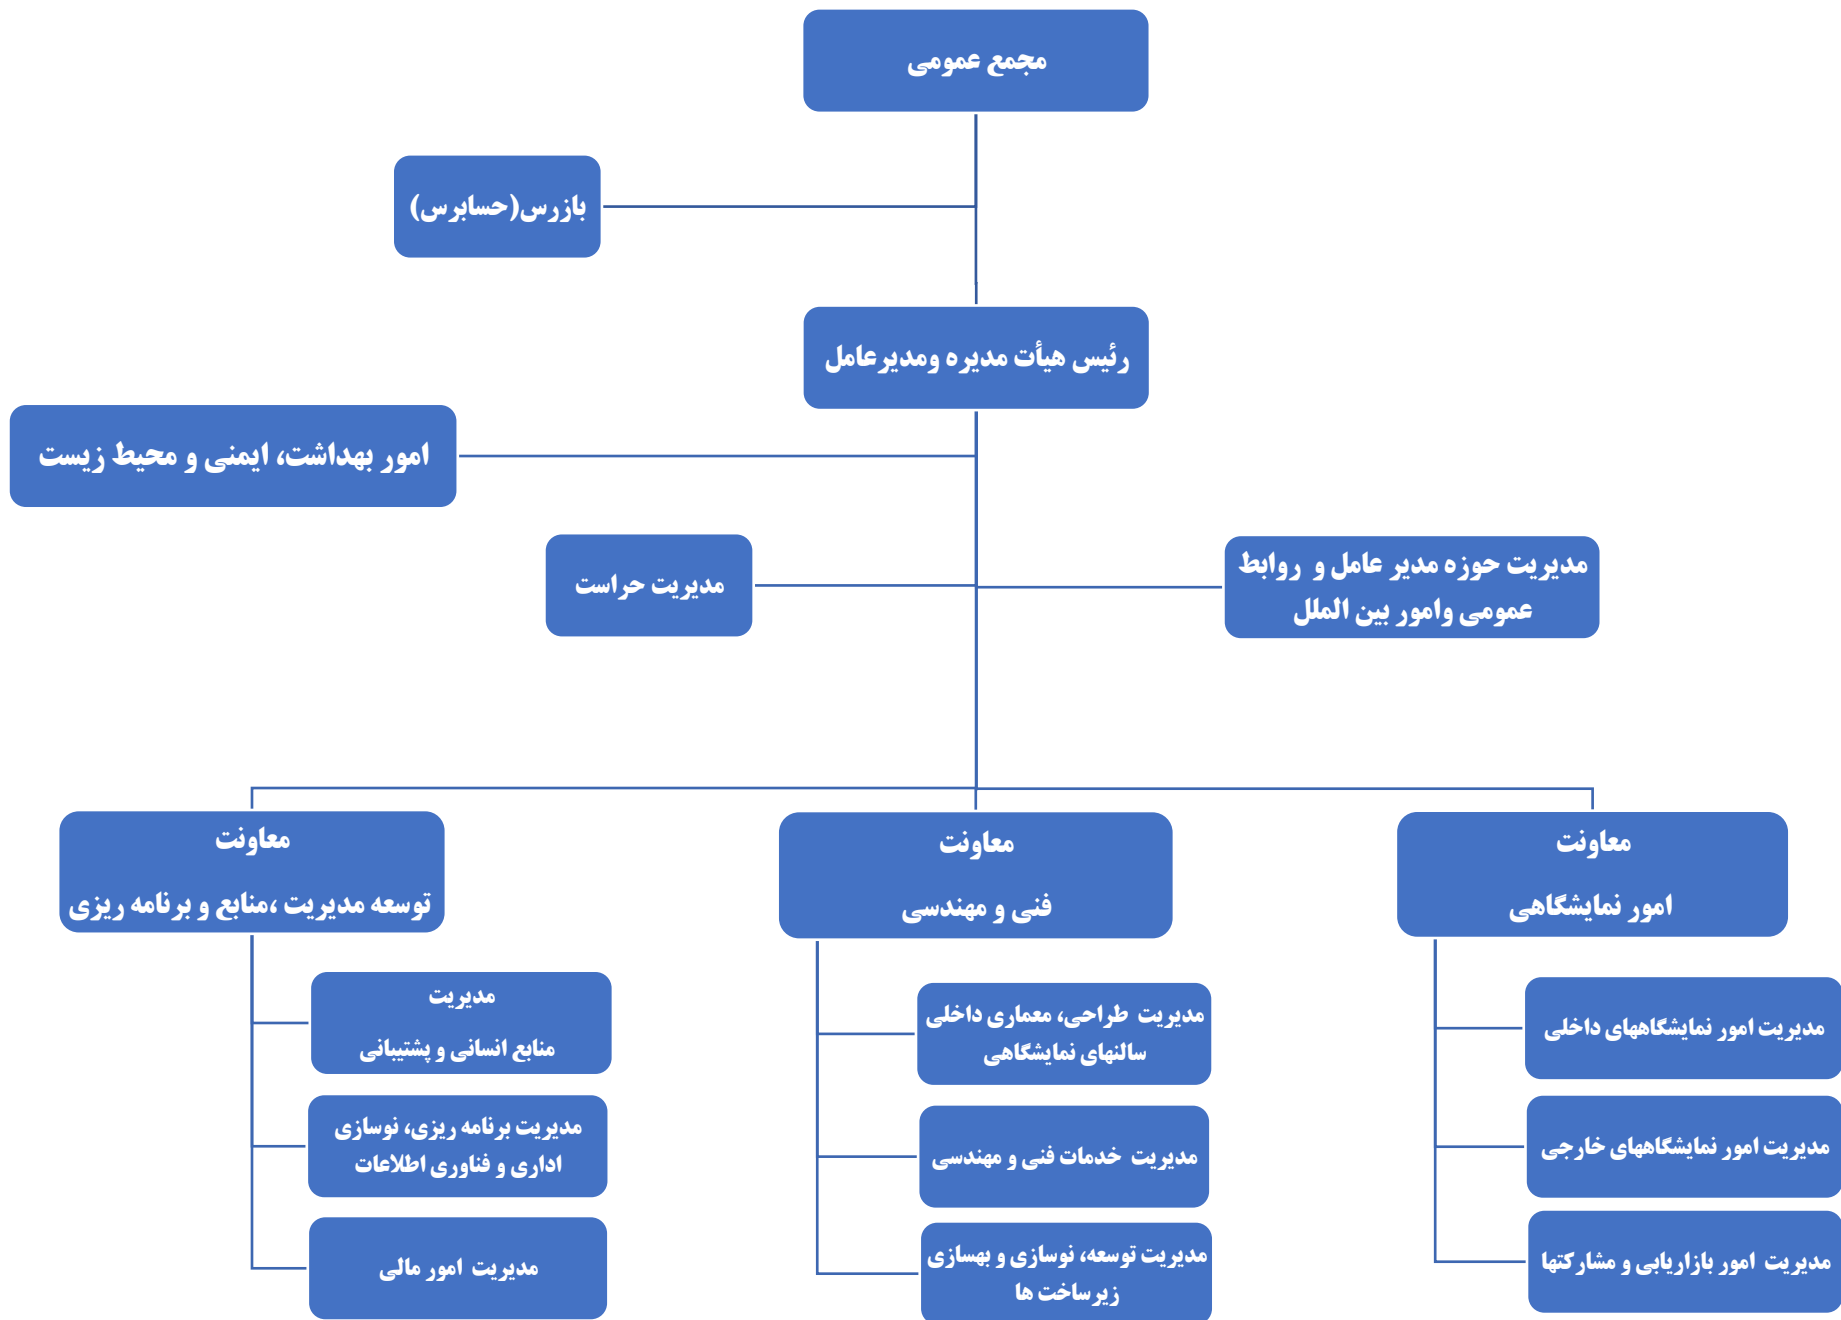 مجمع عمومی
بازرس(حسابرس)
رئیس هیأت مدیره ومدیرعامل
امور بهداشت، ایمنی و محیط زیست
مدیریت حوزه مدیر عامل و روابط
عمومی وامور بین الملل
مدیریت حراست
معاونت
امور نمایشگاهی
مدیریت امور نمایشگاههای داخلی
مدیریت امور نمایشگاههای خارجی
مدیریت امور بازاریابی و مشارکتها
معاونت
فنی و مهندسی
مدیریت طراحی، معماری داخلی
سالنهای نمایشگاهی
مدیریت خدمات فنی و مهندسی
مدیریت توسعه، نوسازی و بهسازی
زیرساخت ها
معاونت
توسعه مدیریت ،منابع و برنامه ریزی
مدیریت
منابع انسانی و پشتیبانی
مدیریت برنامه ریزی، نوسازی
اداری و فناوری اطلاعات
مدیریت امور مالی